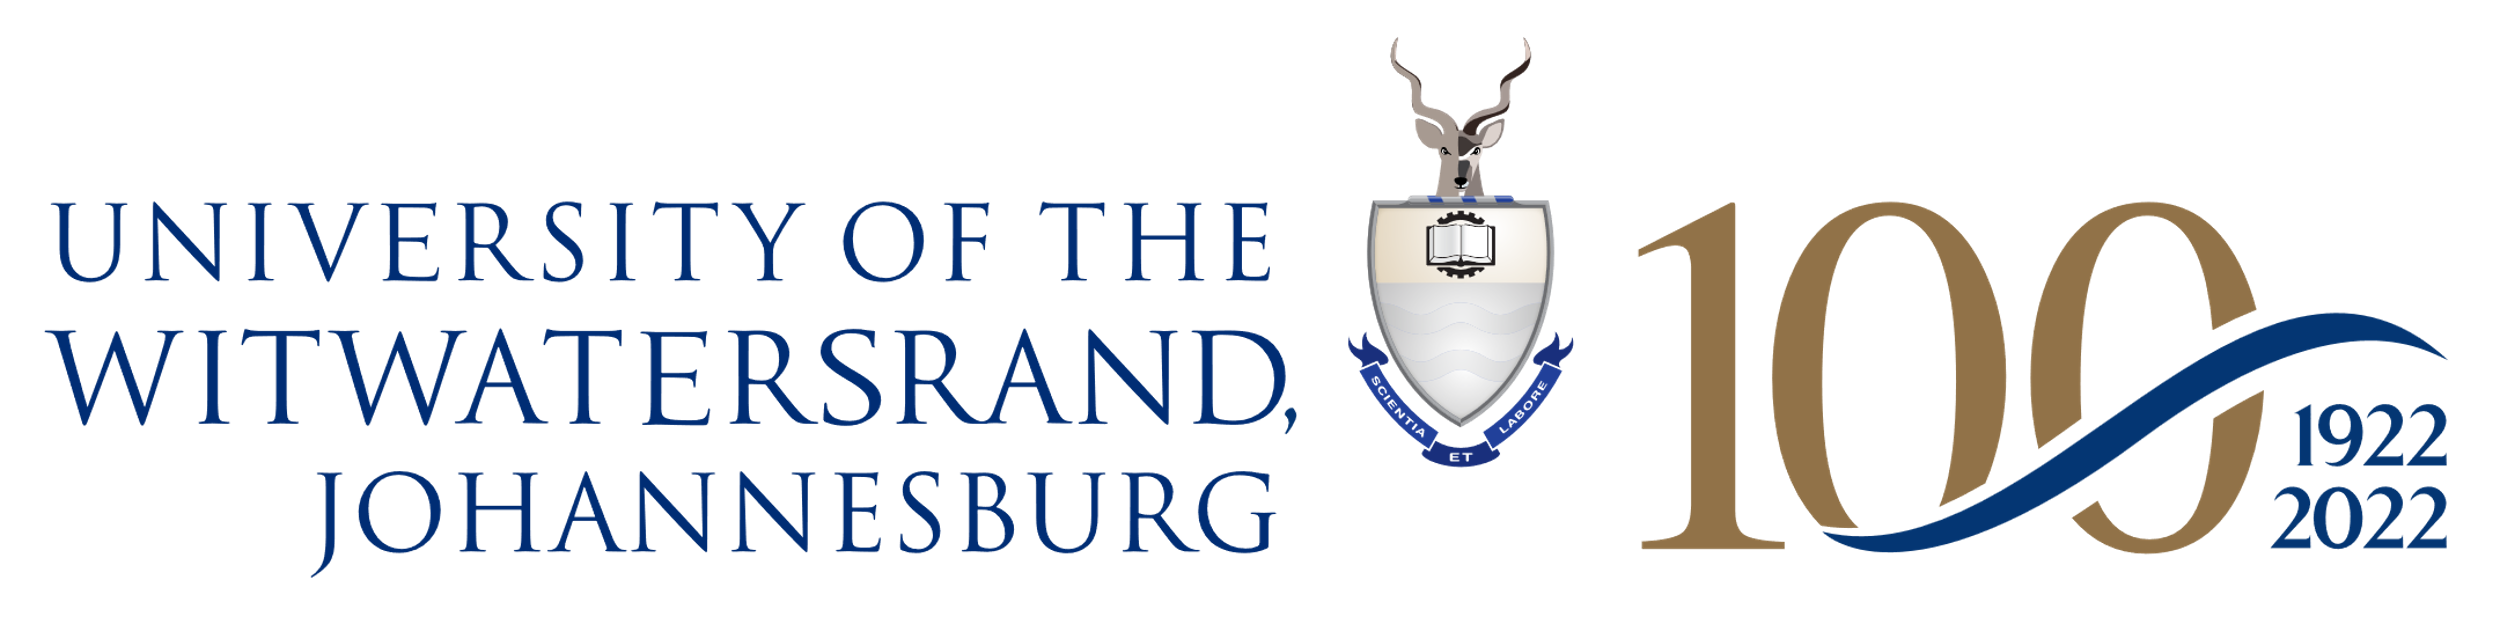 UNIVERSITY OF THE
WITWATERSRAND,
JOHANNESBURG
SCIENTIA
ET
LABORE
100
1922
2022